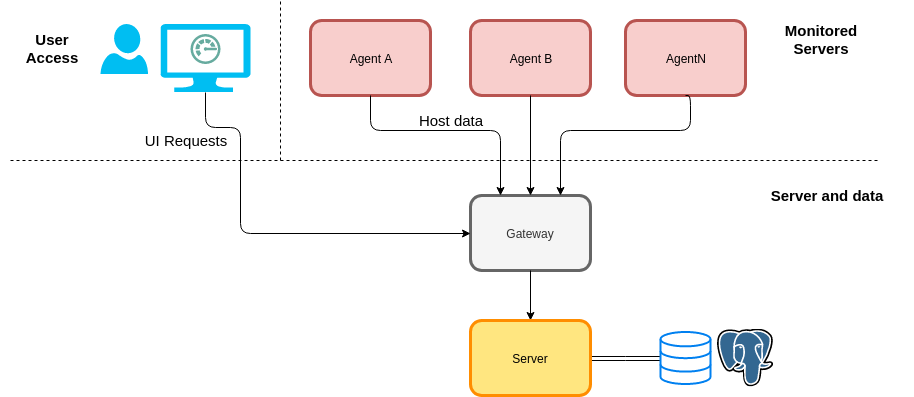 User
Access
Agent A
Agent B
AgentN
Monitored
Servers
Host data
UI Requests
Server and data
Gateway
Server